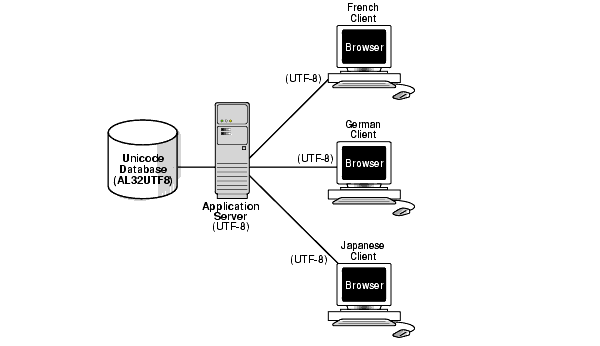 French
Client
Browser
(UTF-8)
German
Client
(UTF-8)
Browser
Unicode
Database
(AL32UTF8)
Application
Server
(UTF-8)
Japanese
Client
(UTF-8)
Browser